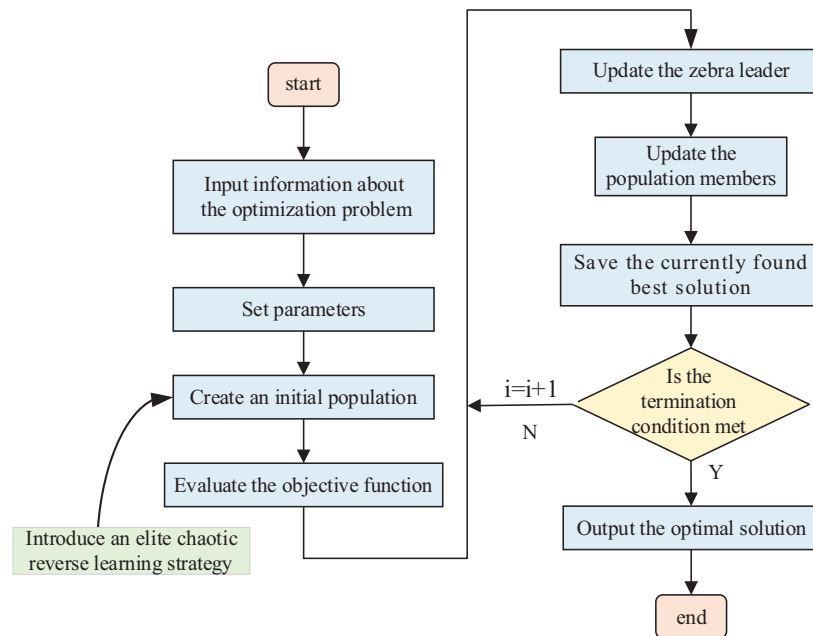 start
Input information about
the optimization problem
Set parameters
Create an initial population
Evaluate the objective function
Introduce an elite chaotic
reverse learning strategy
Update the zebra leader
Update the
population members
Save the currently found
best solution
Is the
termination
condition met
i=i+1
N
Y
Output the optimal solution
end